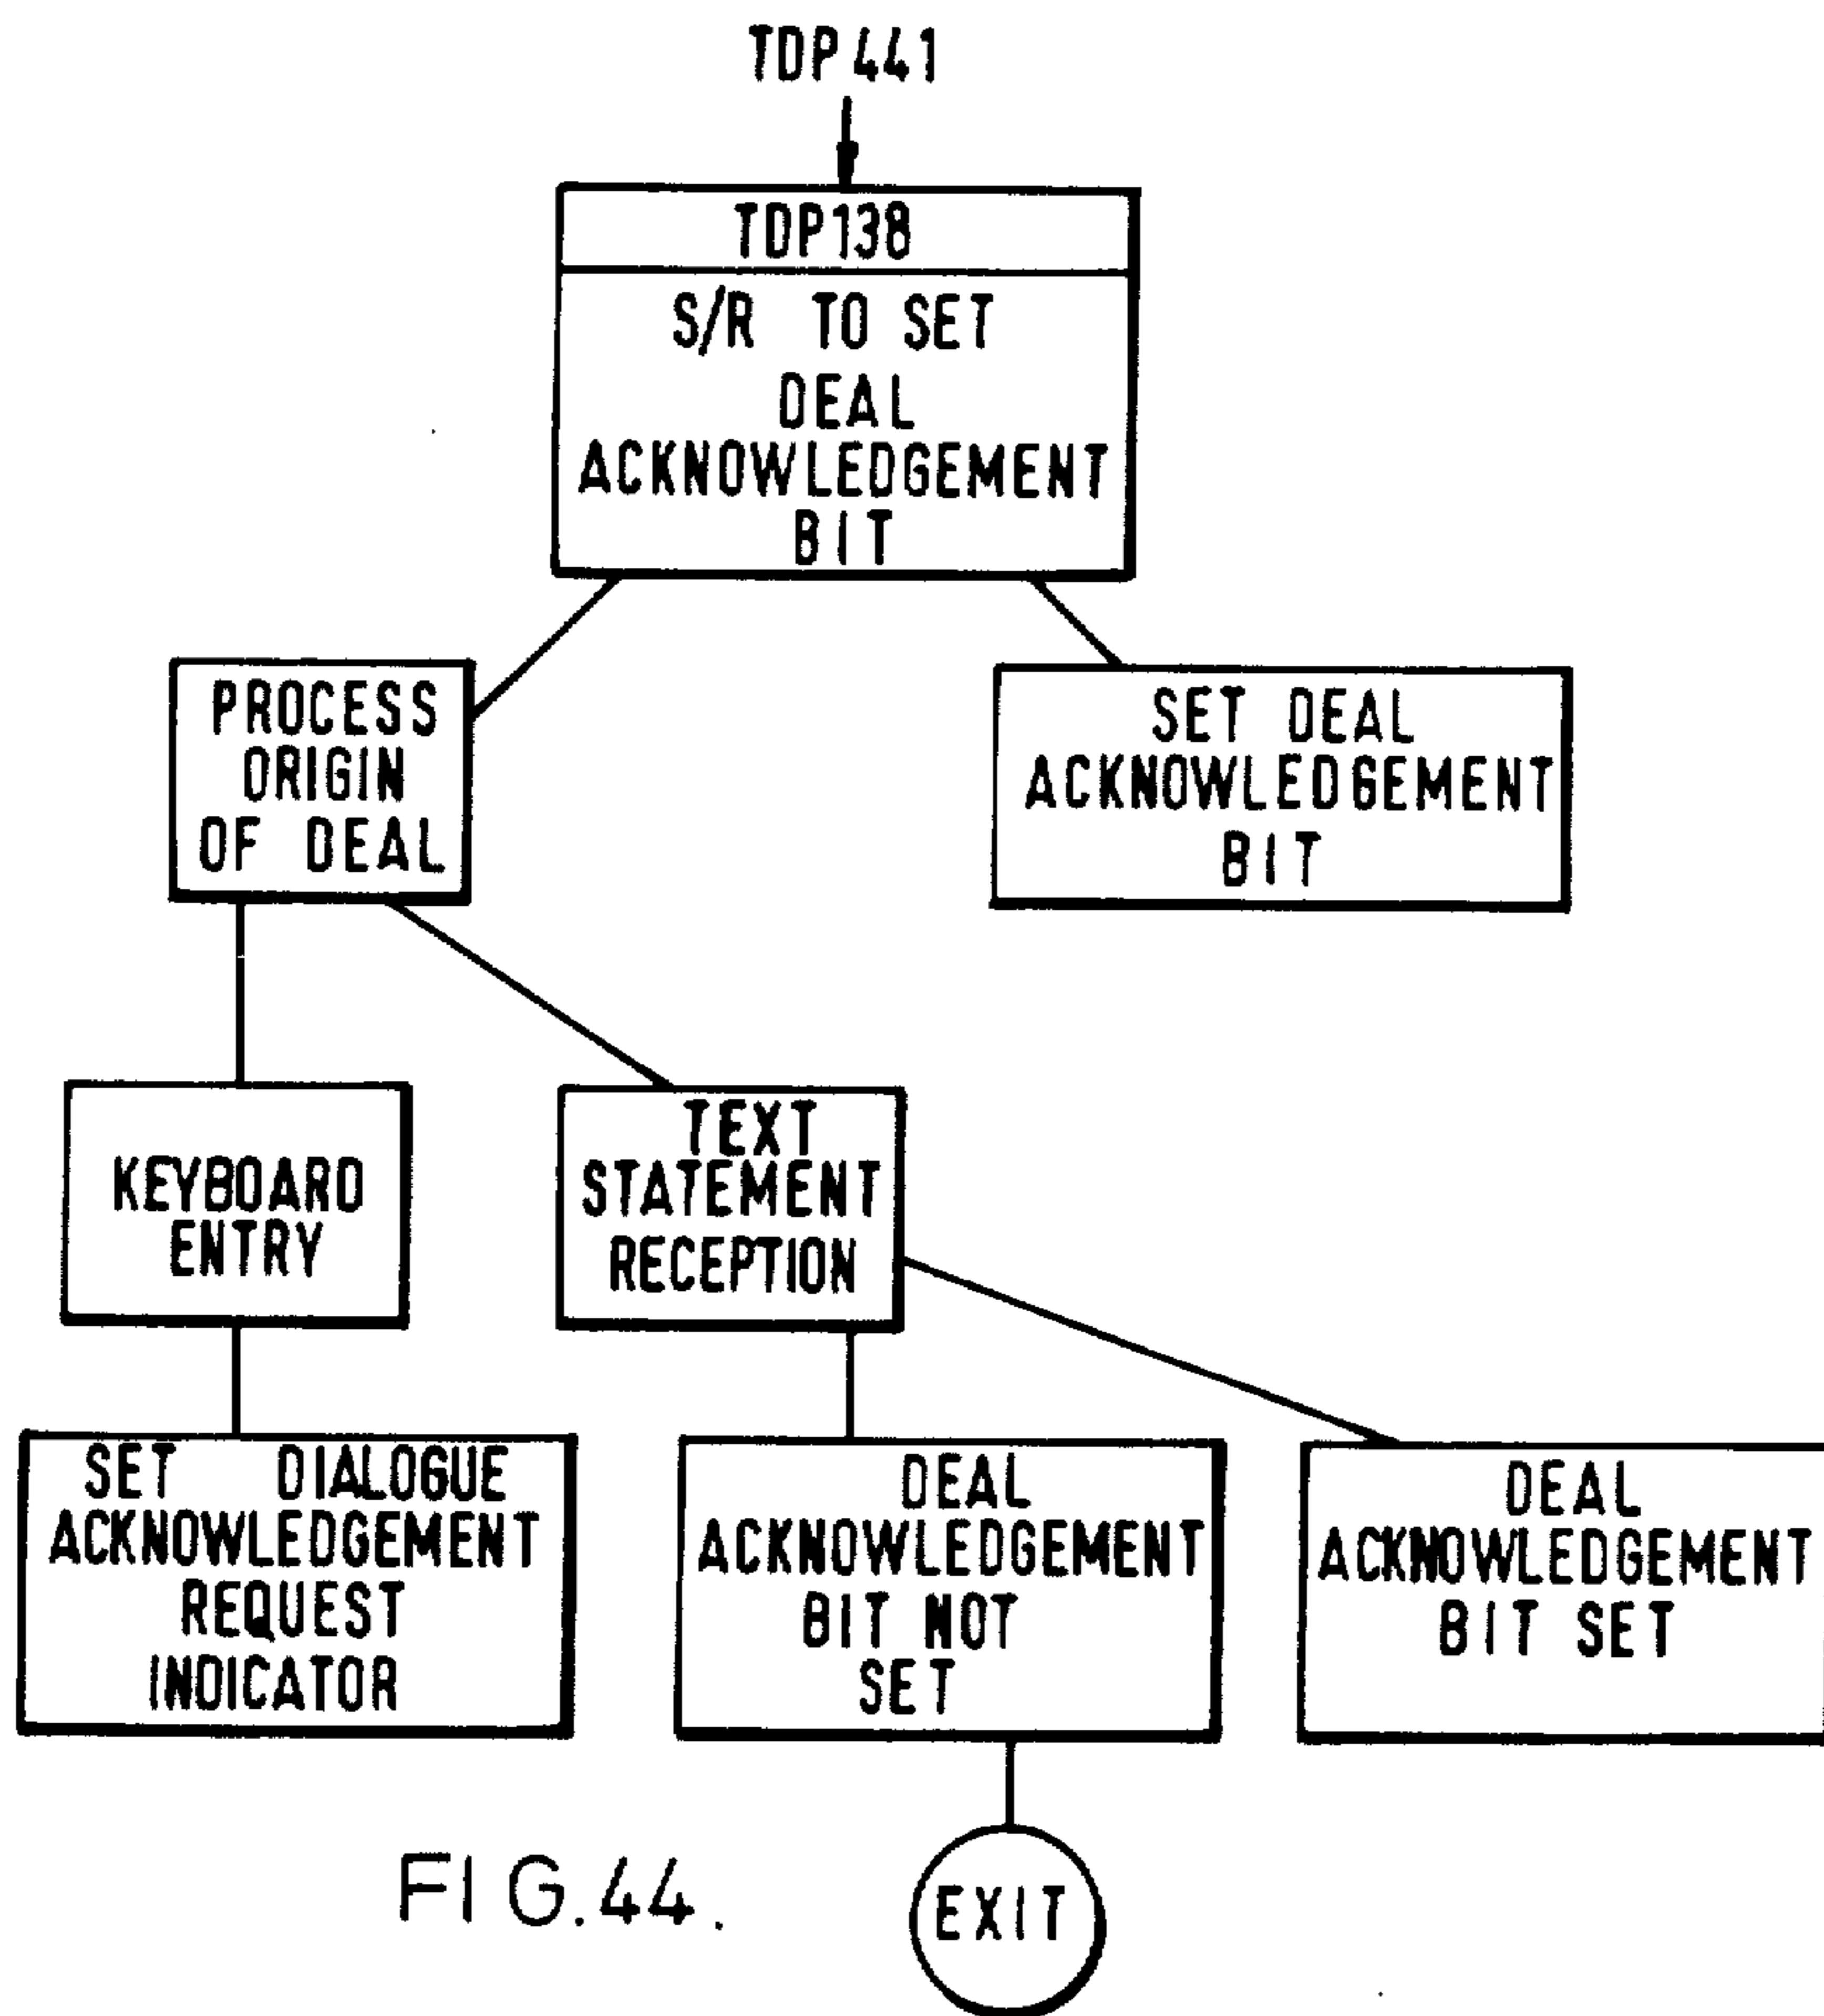 TDP 441
TDP138
S/R TO SET
DEAL
ACKNOWLEDGEMENT
BIT
PROCESS
ORIGIN
OF DEAL
SET DEAL
ACKNOWLEDGEMENT
BIT
KEYBOARD
ENTRY
TEXT
STATEMENT
RECEPTION
SET DIALOGUE
ACKNOWLEDGEMENT
REQUEST
INDICATOR
DEAL
ACKNOWLEDGEMENT
BIT NOT
SET
DEAL
ACKNOWLEDGEMENT
BIT SET
EXIT
FIG.44.